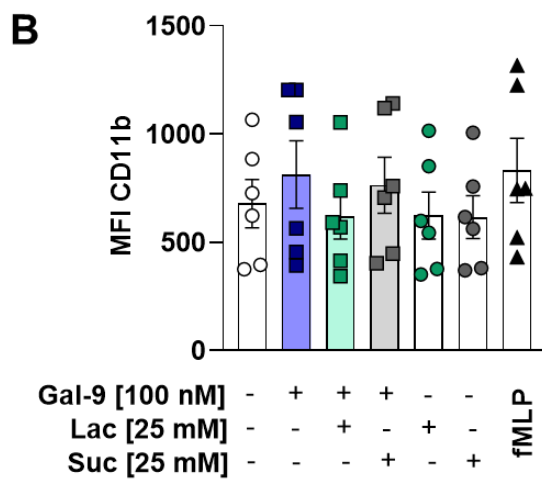 B
1500
1000
500
0
MFI CD11b
Gal-9 [100 nM] - + + + - -
Lac [25 mM] - - + - + -
Suc [25 mM] - - - + - +
fMLP